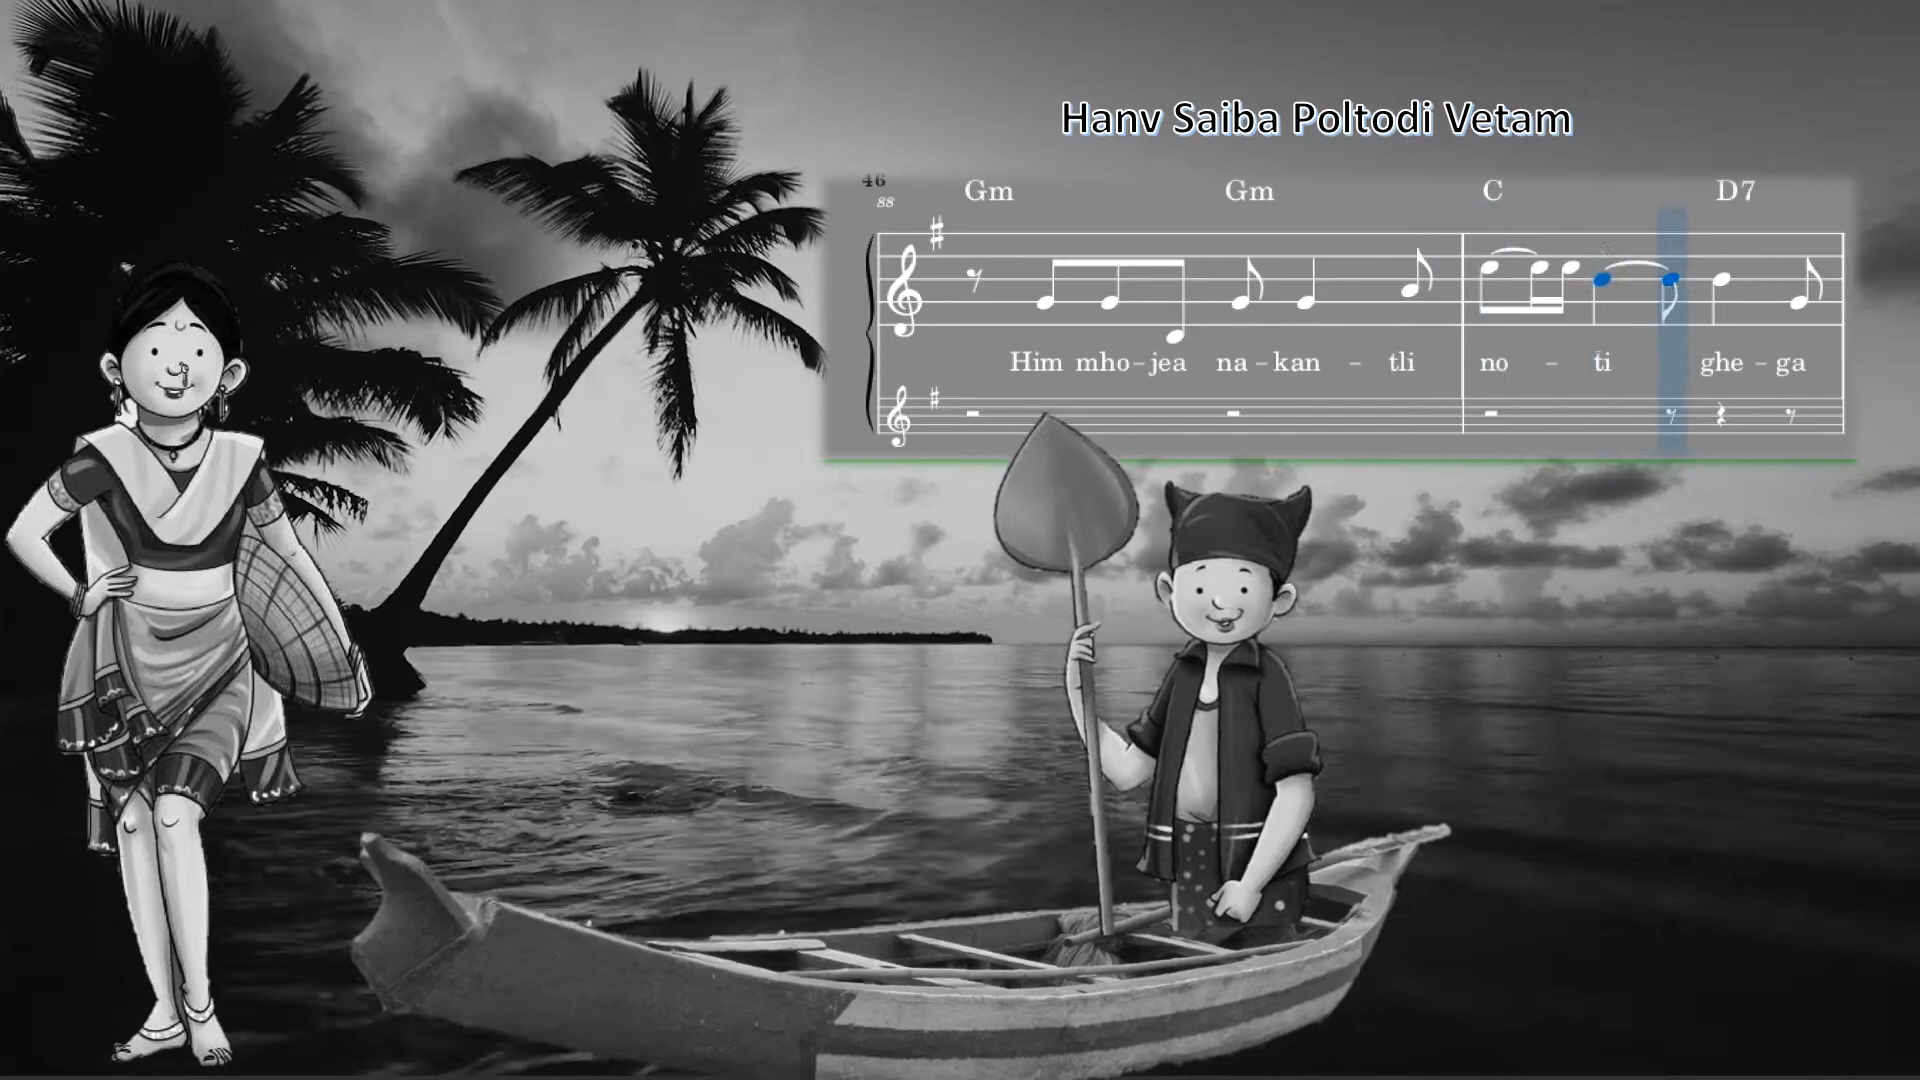 Hanv Saiba Poltodi Vetam
46
88
Gm Gm C D7
Him mho-jea na-kan - tli no - ti ghe-ga